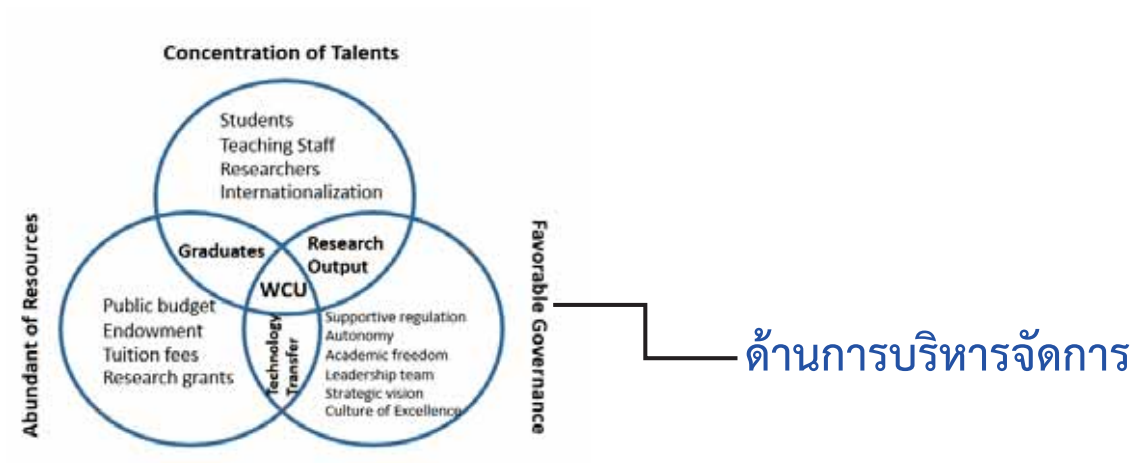 Concentration of Talents
Students
Teaching Staff
Researchers
Internationalization
Abundant of Resources
Graduates
Research
Output
Favorable Governance
WCU
Public budget
Endowment
Tuition fees
Research grants
Technology
Transfer
Supportive regulation
Autonomy
Academic freedom
Leadership team
Strategic vision
Culture of Excellence
ด้านการบริหารจัดการ